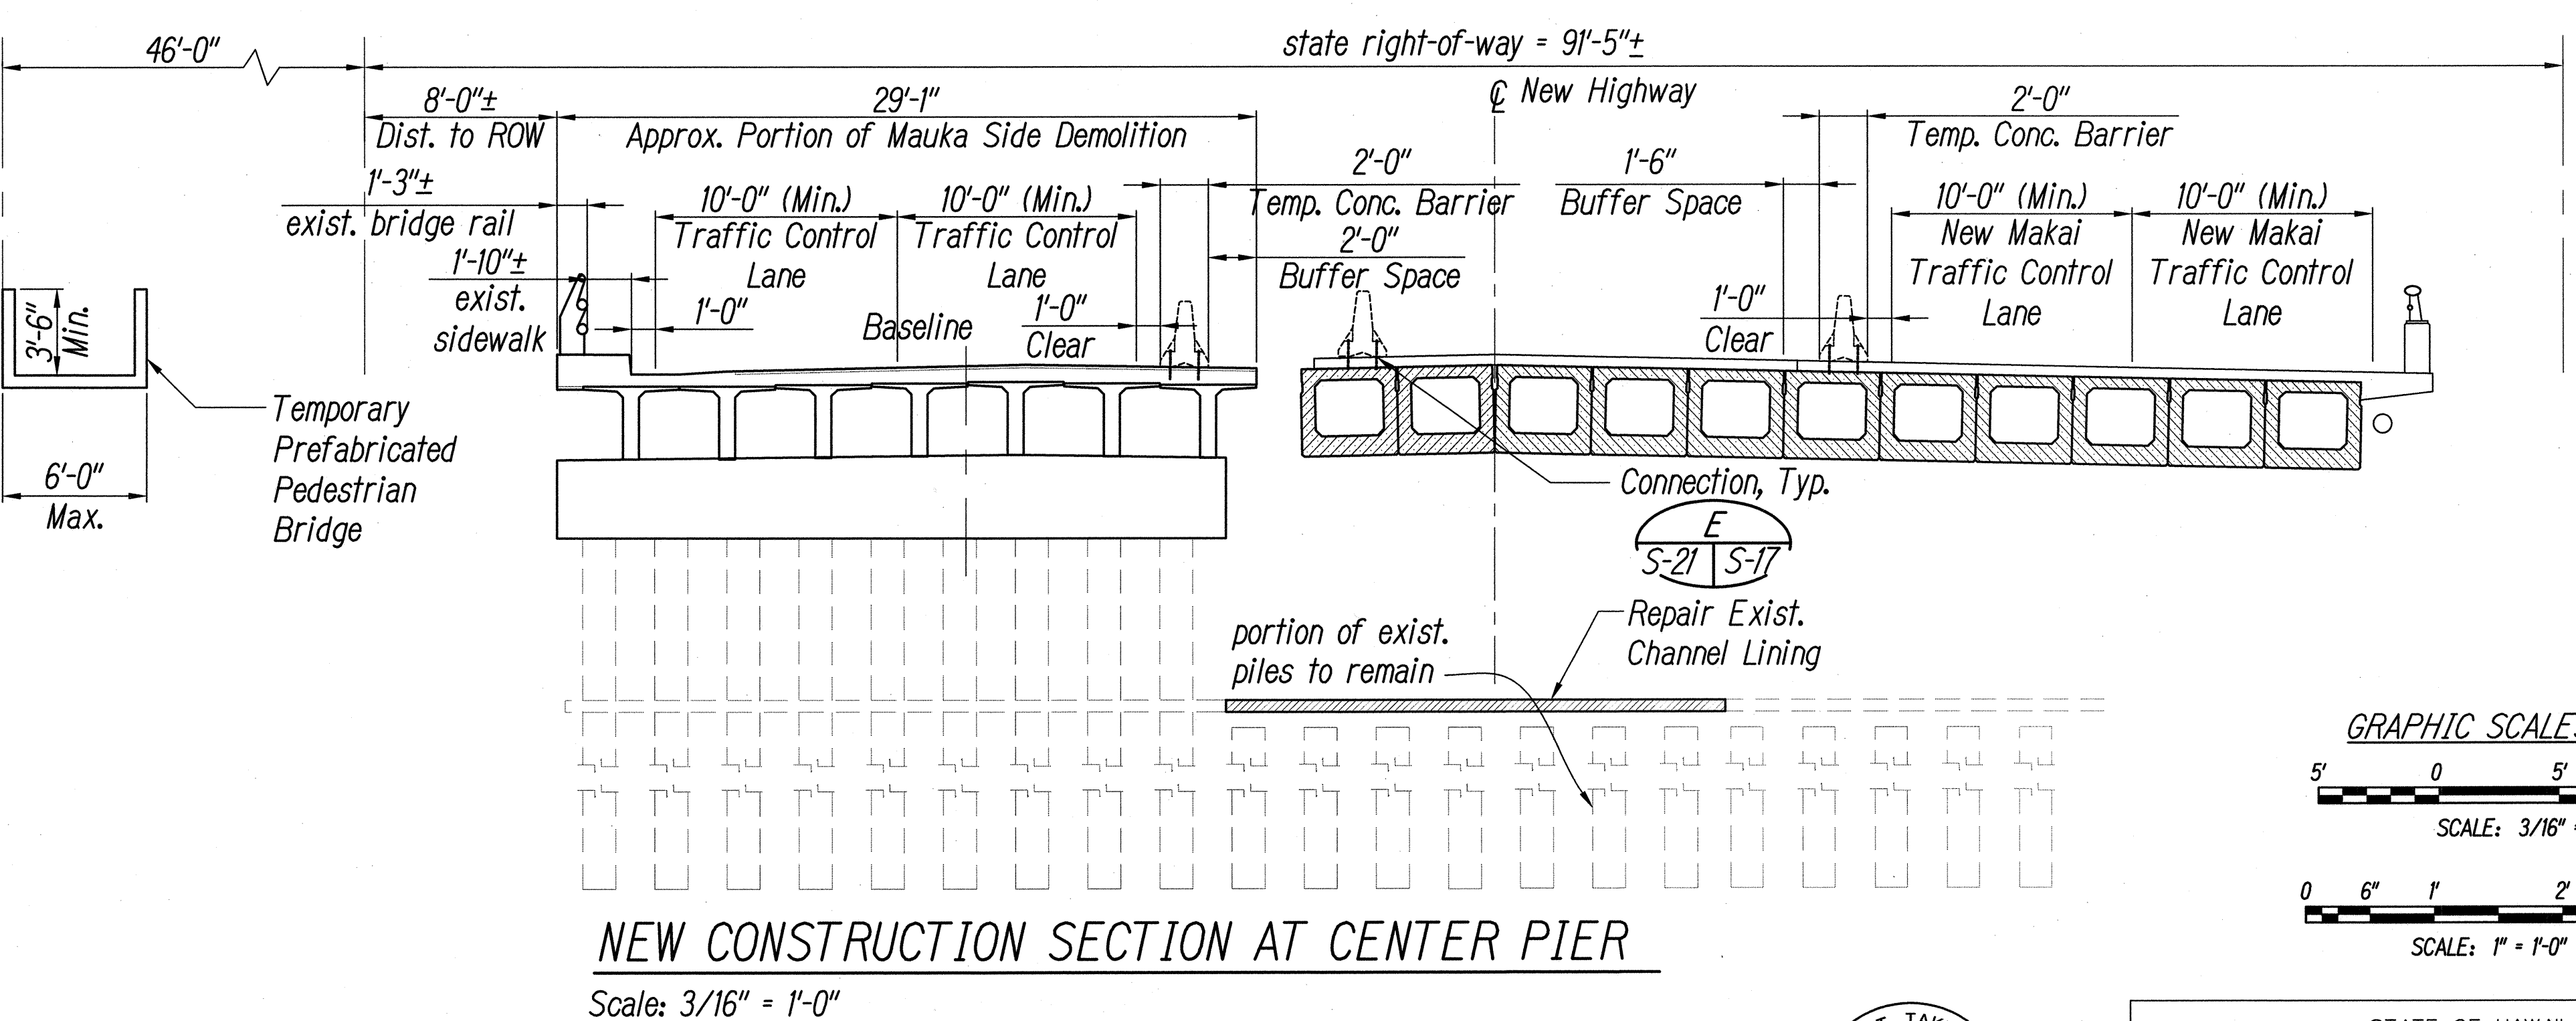 46'-0"
state right-of-way = 91'-5"±
8'-0"±
Dist. to ROW
29'-1"
Approx. Portion of Mauka Side Demolition
℄ New Highway
2'-0"
Temp. Conc. Barrier
1'-3"±
exist. bridge rail
10'-0" (Min.)
Traffic Control
Lane
10'-0" (Min.)
Traffic Control
Lane
2'-0"
Temp. Conc. Barrier
1'-6"
Buffer Space
10'-0" (Min.)
New Makai
Traffic Control
Lane
10'-0" (Min.)
New Makai
Traffic Control
Lane
1'-10"±
exist.
sidewalk
1'-0"
Baseline
1'-0"
Clear
2'-0"
Buffer Space
1'-0"
Clear
3'-6"
Min.
6'-0"
Max.
Temporary
Prefabricated
Pedestrian
Bridge
Connection, Typ.
E
S-21 S-17
portion of exist.
piles to remain
Repair Exist.
Channel Lining
GRAPHIC SCALES
5' 0 5'
SCALE: 3/16" =
0 6" 1' 2'
SCALE: 1" = 1'-0"
NEW CONSTRUCTION SECTION AT CENTER PIER
Scale: 3/16" = 1'-0"